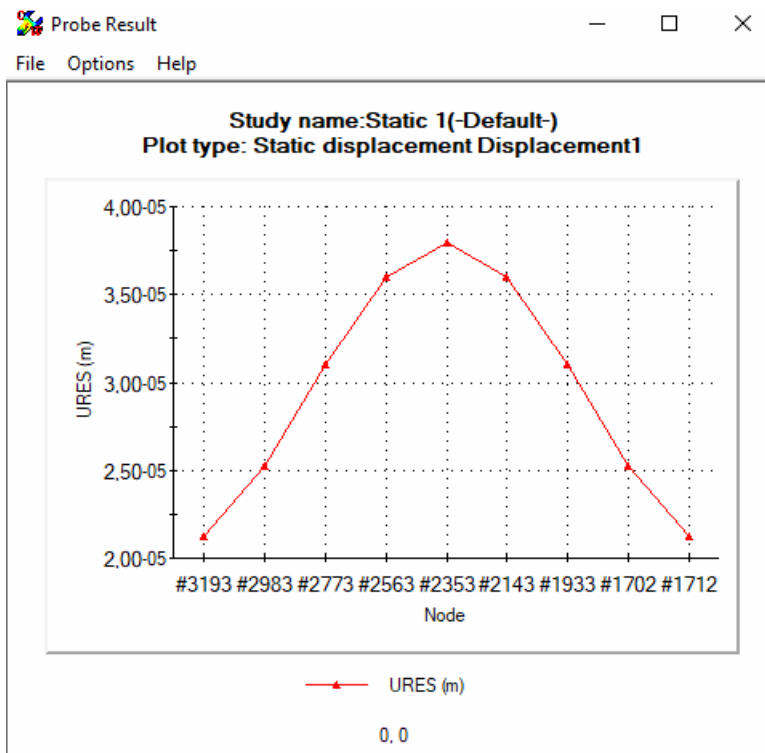 Probe Result
File Options Help
Study name:Static 1(-Default-)
Plot type: Static displacement Displacement1
4,00-05
3,50-05
3,00-05
2,50-05
2,00-05
URES (m)
#3193 #2983 #2773 #2563 #2353 #2143 #1933 #1702 #1712
Node
URES (m)
0, 0